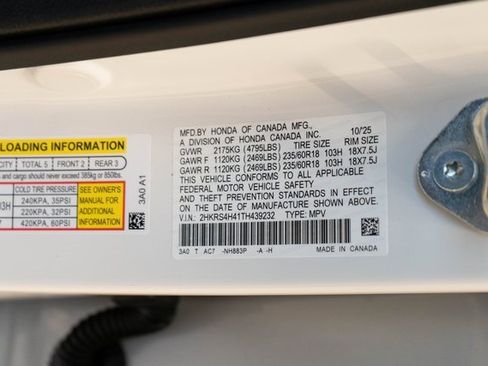 LOADING INFORMATION
CITY TOTAL 5 FRONT 2 REAR 3
and cargo should never exceed 385kg or 850lbs.
COLD TIRE PRESSURE
240KPA, 35PSI
220KPA, 32PSI
420KPA, 60PSI
SEE OWNER'S
MANUAL
FOR
ADDITIONAL
INFORMATION
3A0 A1
MFD.BY HONDA OF CANADA MFG., 10/25
A DIVISION OF HONDA CANADA INC.
GVWR 2175KG (4795LBS) TIRE SIZE RIM SIZE
GAWR F 1120KG (2469LBS) 235/60R18 103H 18X7.5J
GAWR R 1120KG (2469LBS) 235/60R18 103H 18X7.5J
THIS VEHICLE CONFORMS TO ALL APPLICABLE
FEDERAL MOTOR VEHICLE SAFETY
AND THEFT PREVENTION STANDARDS IN EFFECT
ON THE DATE OF MANUFACTURE SHOWN ABOVE.
V.I.N.: 2HKRS4H41TH439232 TYPE: MPV
3A0 T AC7 -NH883P -A -H MADE IN CANADA